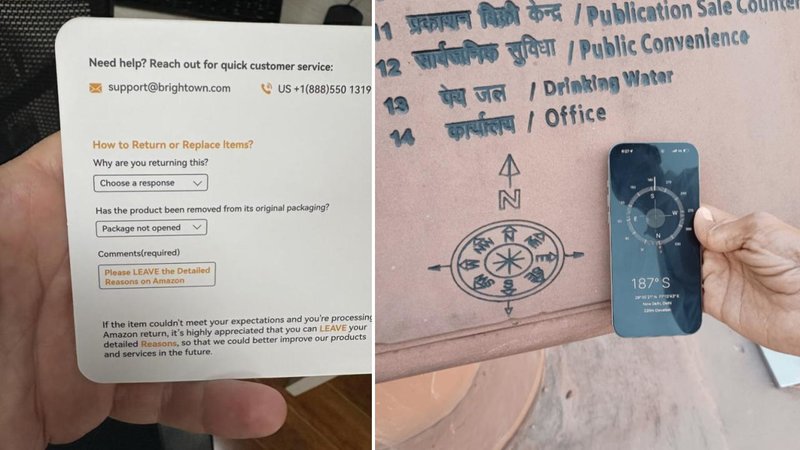 Need help? Reach out for quick customer service:
support@brightown.com US +1(888)550 1319
How to Return or Replace Items?
Why are you returning this?
Choose a response
Has the product been removed from its original packaging?
Package not opened
Comments(required)
Please LEAVE the Detailed
Reasons on Amazon
If the item couldn't meet your expectations and you're processing
Amazon return, it's highly appreciated that you can LEAVE your
detailed Reasons, so that we could better improve our products
and services in the future.
11 प्रकाशन बिक्री केन्द्र / Publication Sale Counter
12 सार्वजनिक सुविधा / Public Convenience
13 पेय जल / Drinking Water
14 कार्यालय / Office
N
N
E
S
W
E
N
187° S
New Delhi, Delhi